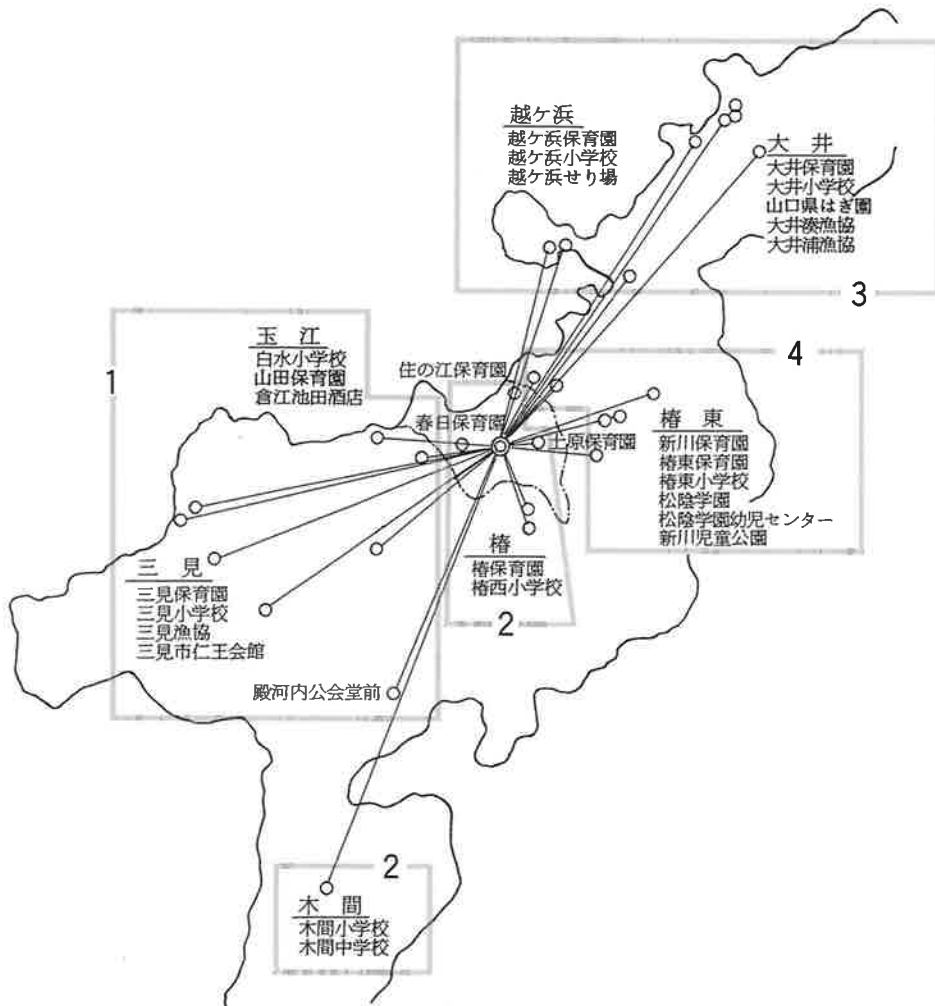 越ケ浜
越ケ浜保育園
越ケ浜小学校
越ケ浜せり場
大 井
大井保育園
大井小学校
山口県はぎ園
大井湊漁協
大井浦漁協
3
玉 江
白水小学校
山田保育園
倉江池田酒店
1
4
住の江保育園
春日保育園
土原保育園
椿 東
新川保育園
椿東保育園
椿東小学校
松陰学園
松陰学園幼児センター
新川児童公園
椿
椿保育園
椿西小学校
2
三 見
三見保育園
三見小学校
三見漁協
三見市仁王会館
殿河内公会堂前
2
木 間
木間小学校
木間中学校